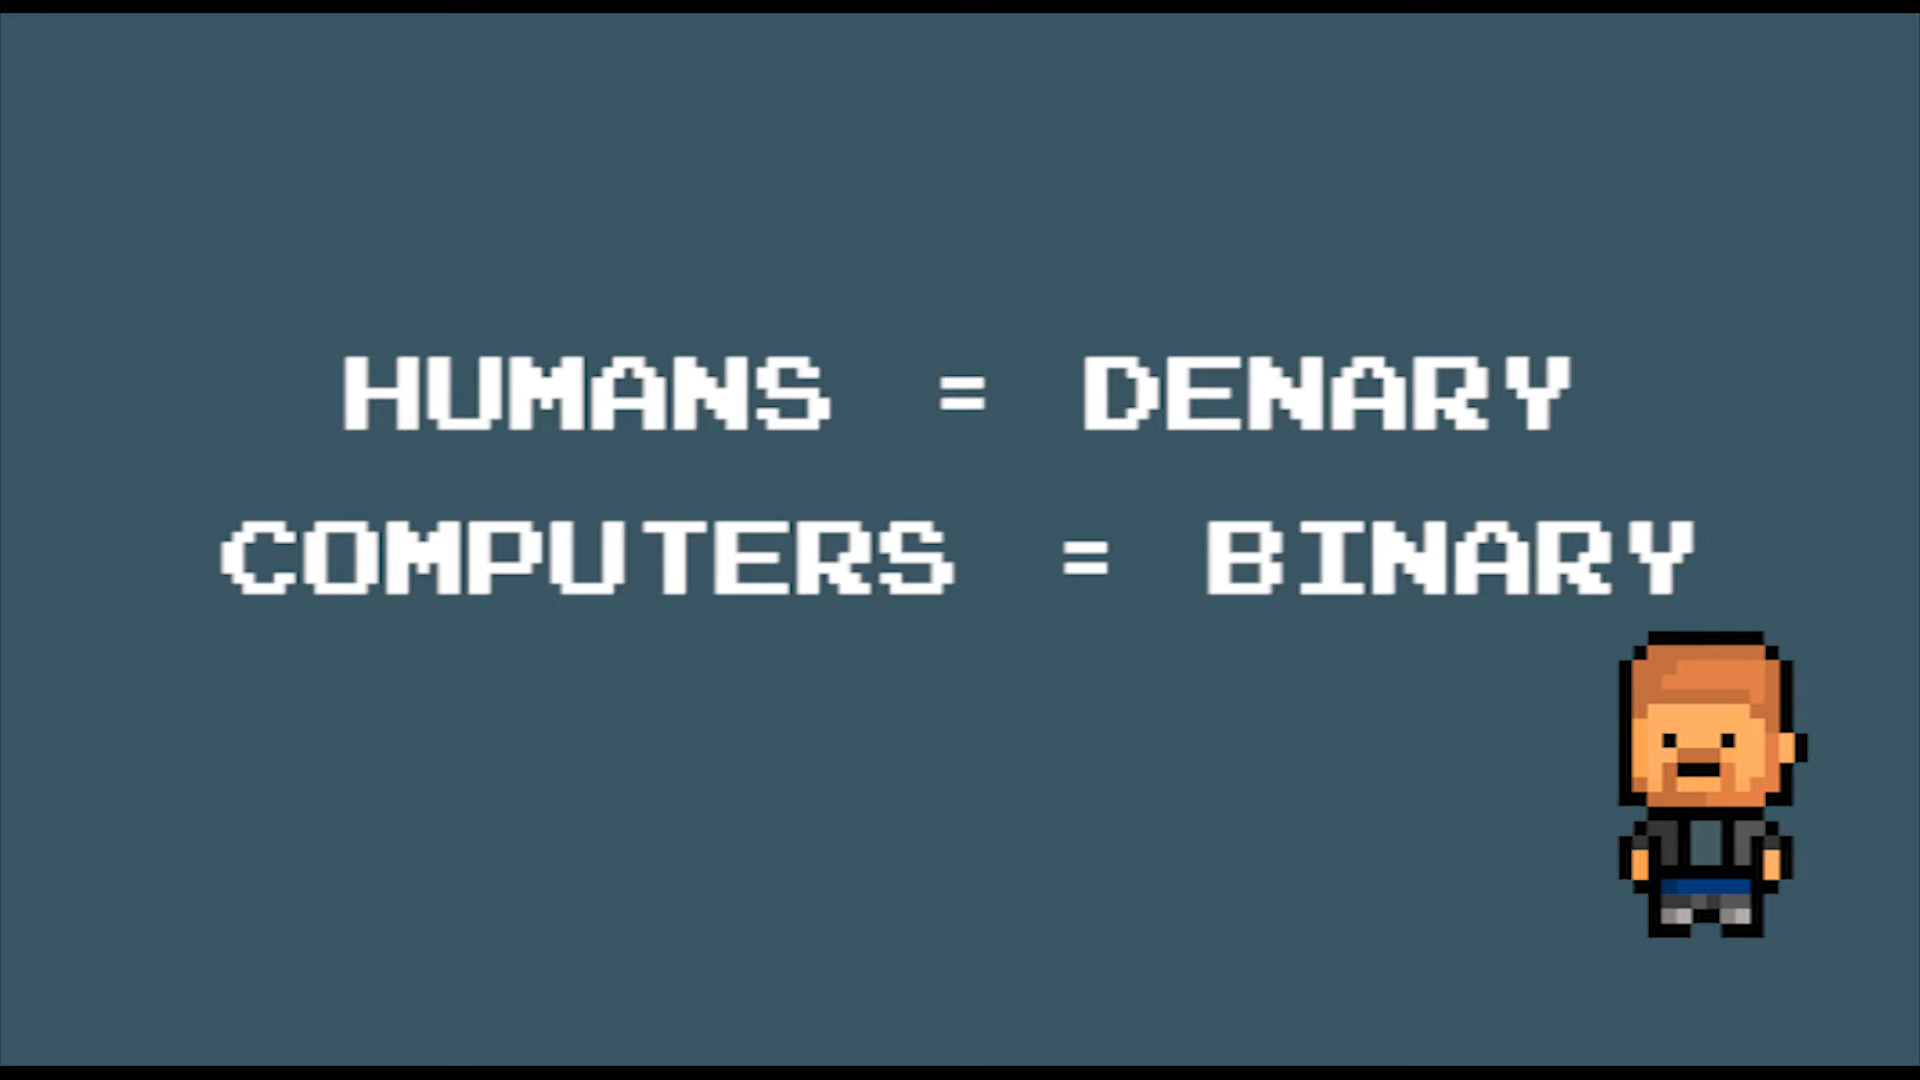 HUMANS = DENARY
COMPUTERS = BINARY